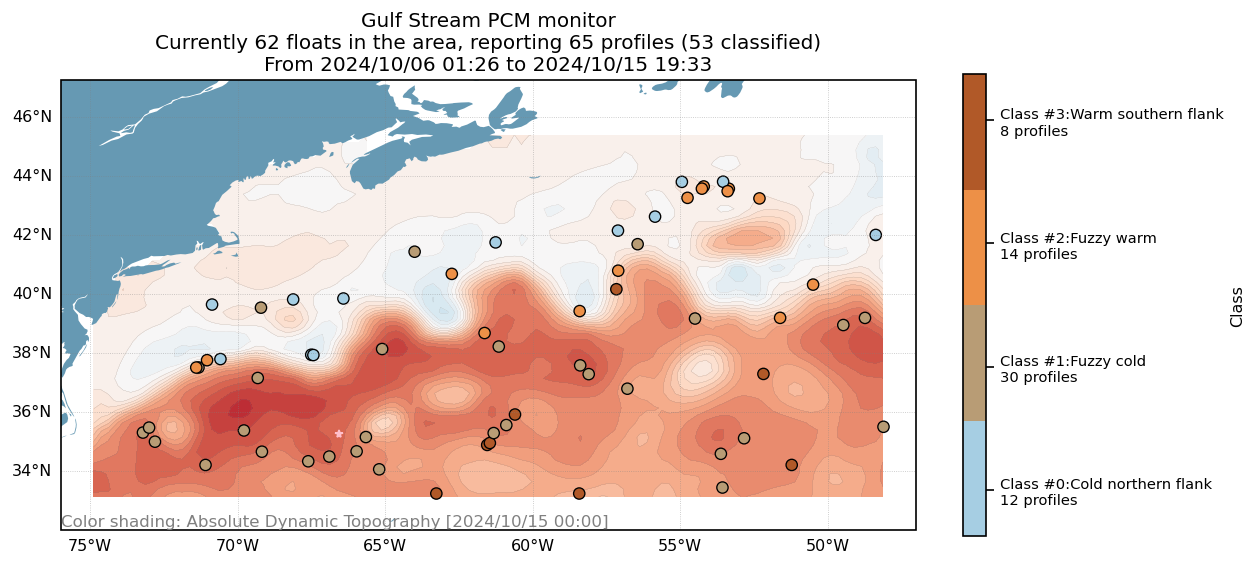 Gulf Stream PCM monitor
Currently 62 floats in the area, reporting 65 profiles (53 classified)
From 2024/10/06 01:26 to 2024/10/15 19:33
46°N
44°N
42°N
40°N
38°N
36°N
34°N
Color shading: Absolute Dynamic Topography [2024/10/15 00:00]
75°W
70°W
65°W
60°W
55°W
50°W
Class #3:Warm southern flank
8 profiles
Class #2:Fuzzy warm
14 profiles
Class #1:Fuzzy cold
30 profiles
Class #0:Cold northern flank
12 profiles
Class